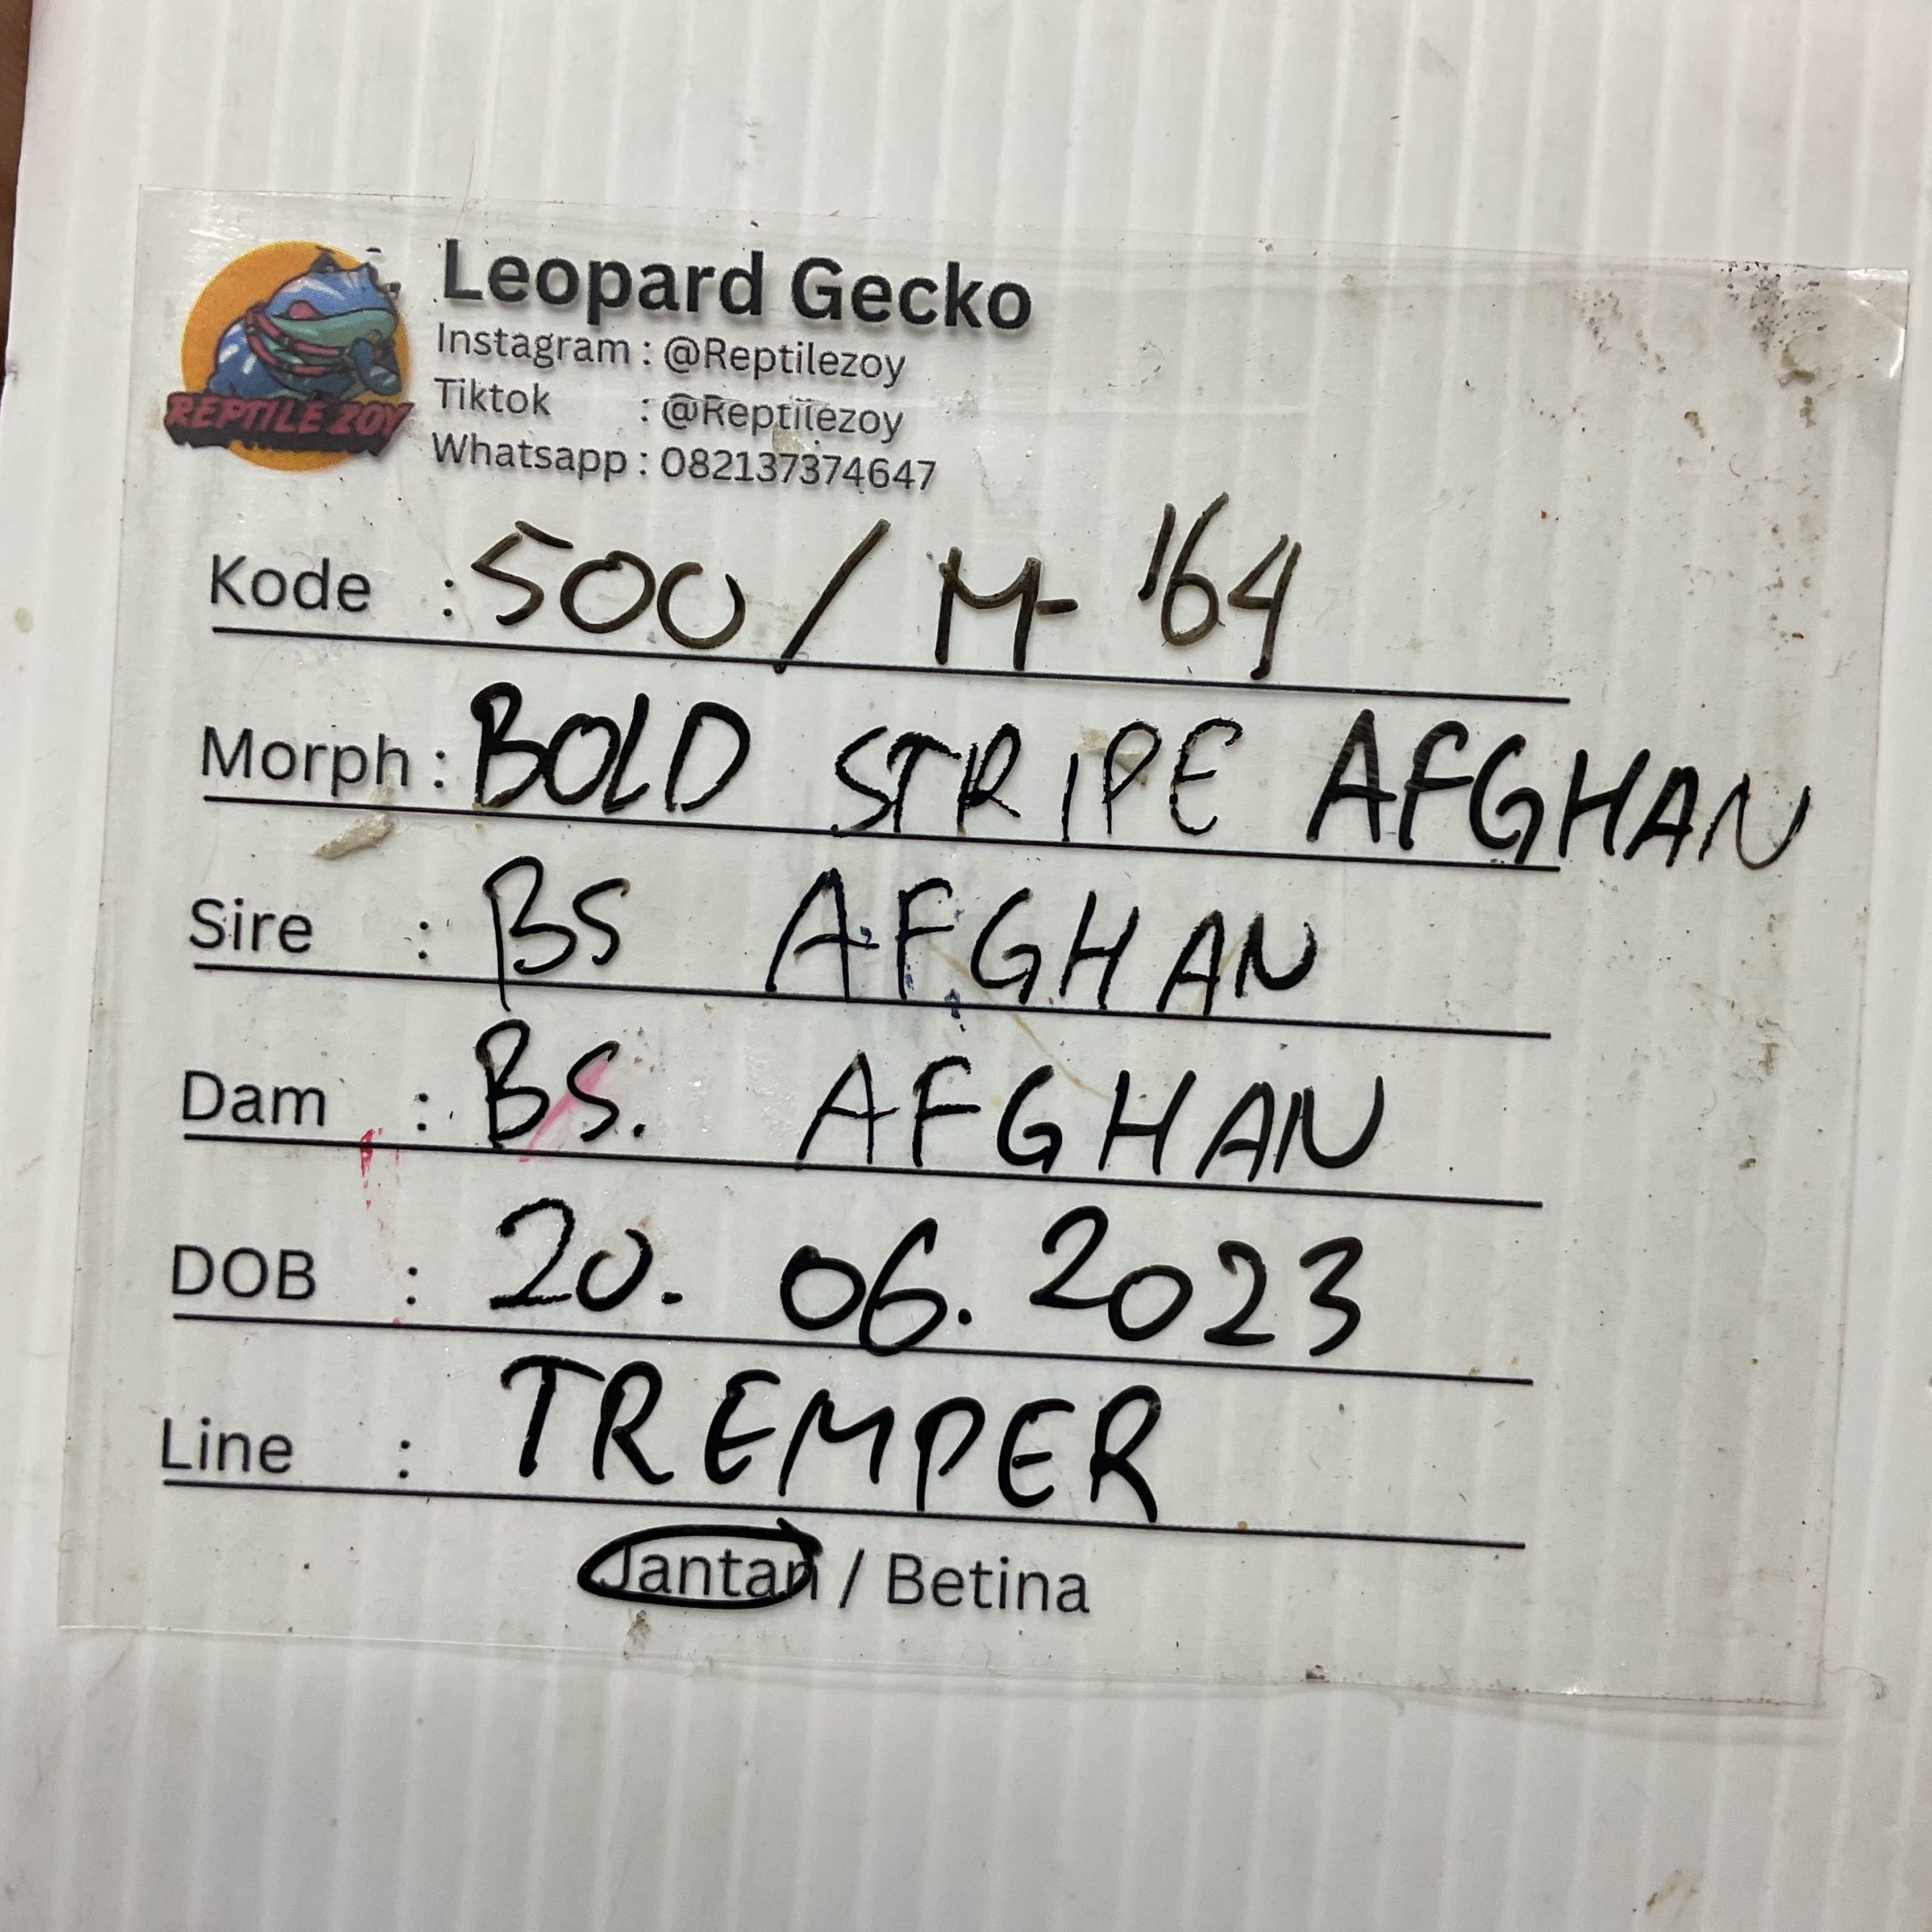 Leopard Gecko
Instagram : @Reptilezoy
Tiktok : @Reptilezoy
Whatsapp : 082137374647
REPTILE ZOY
Kode : 500 / M- '64
Morph : BOLD STRIPE AFGHAN
Sire : BS AFGHAN
Dam : BS. AFGHAN
DOB : 20. 06. 2023
Line : TREMPER
Jantan / Betina